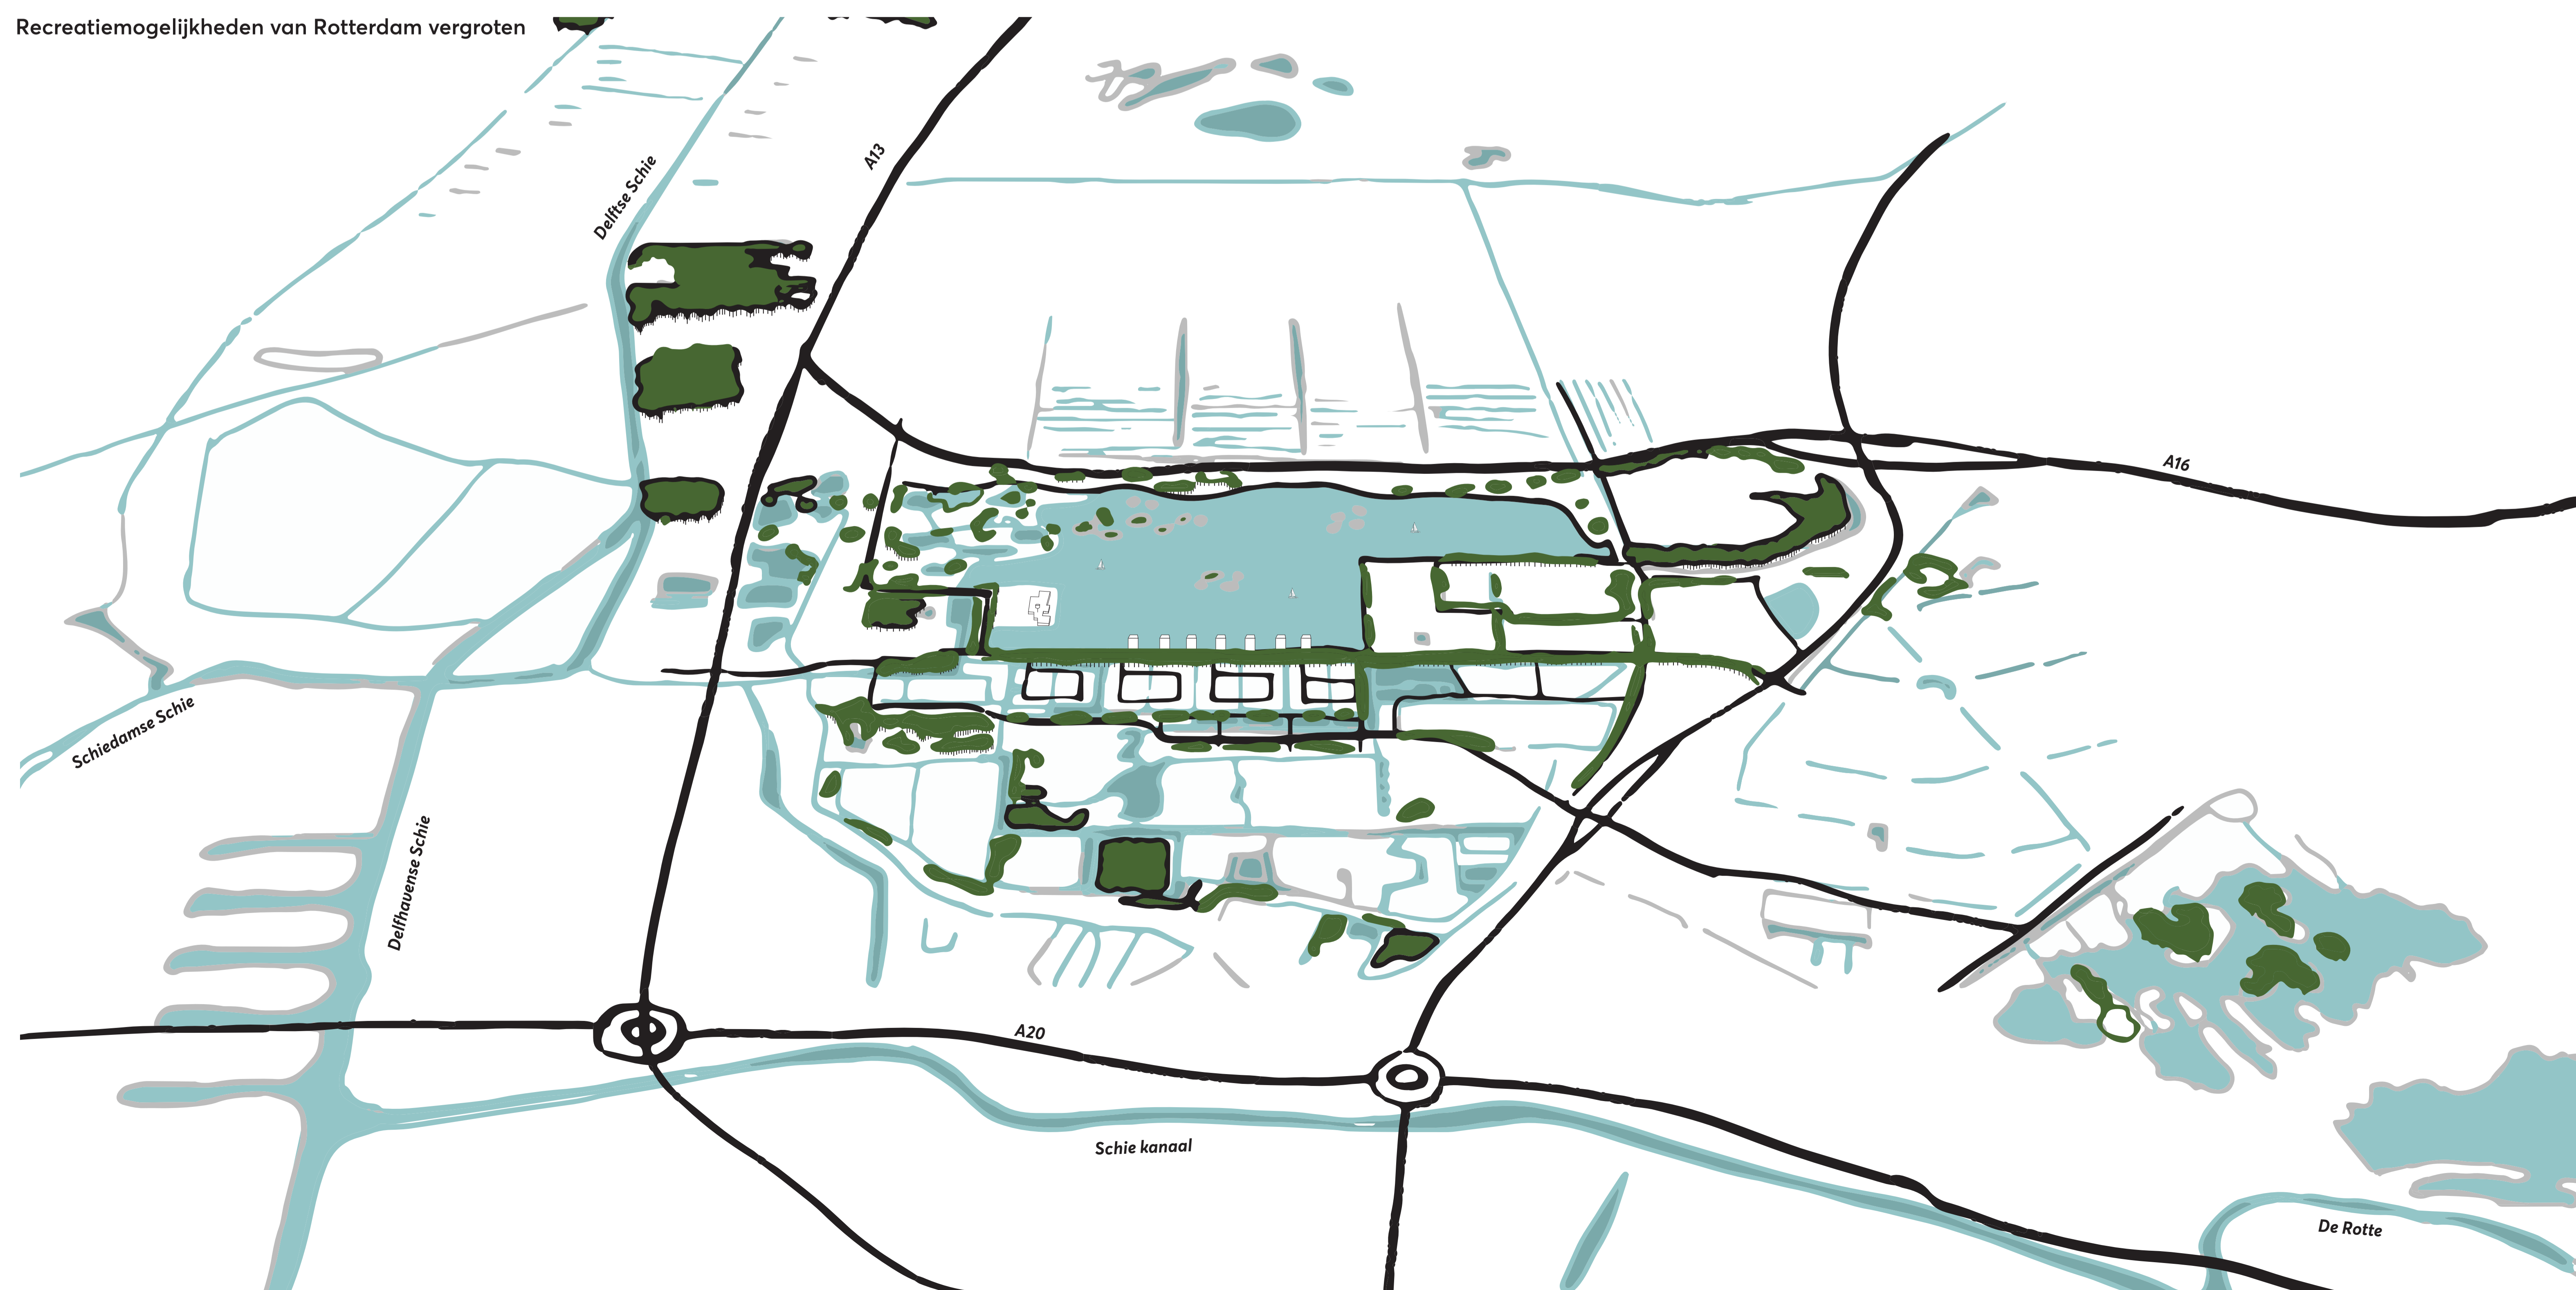 Recreatiemogelijkheden van Rotterdam vergroten
Delftse Schie
A13
A16
Schiedamse Schie
Delfhavense Schie
A20
Schie kanaal
De Rotte